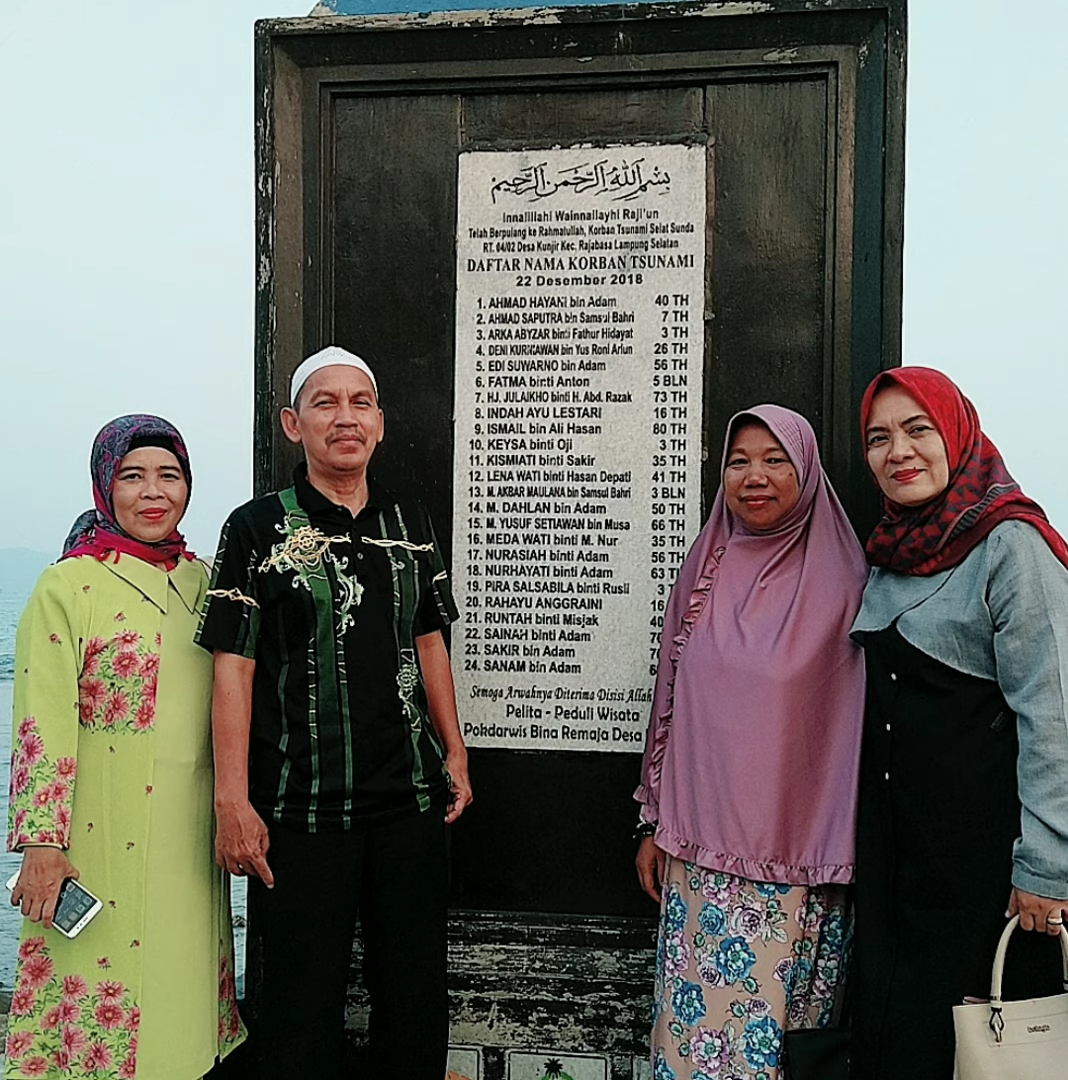 بسم الله الرحمن الرحيم
Innalillahi Wainnallayhi Raji'un
Telah Berpulang ke Rahmatullah, Korban Tsunami Selat Sunda
RT. 04/02 Desa Kunjir Kec. Rajabasa Lampung Selatan
DAFTAR NAMA KORBAN TSUNAMI
22 Desember 2018
1. AHMAD HAYANI bin Adam 40 TH
2. AHMAD SAPUTRA bin Samsul Bahri 7 TH
3. ARKA ABYZAR binti Fathur Hidayat 3 TH
4. DENI KURNIAWAN bin Yus Roni Arlun 26 TH
5. EDI SUWARNO bin Adam 56 TH
6. FATMA binti Anton 5 BLN
7. HJ. JULAIKHO binti H. Abd. Razak 73 TH
8. INDAH AYU LESTARI 16 TH
9. ISMAIL bin Ali Hasan 80 TH
10. KEYSA binti Oji 3 TH
11. KISMIATI binti Sakir 35 TH
12. LENA WATI binti Hasan Depati 41 TH
13. M. AKBAR MAULANA bin Samsul Bahri 3 BLN
14. M. DAHLAN bin Adam 50 TH
15. M. YUSUF SETIAWAN bin Musa 66 TH
16. MEDA WATI binti M. Nur 35 TH
17. NURASIAH binti Adam 56 TH
18. NURHAYATI binti Adam 63 TH
19. PIRA SALSABILA binti Rusli 3
20. RAHAYU ANGGRAINI 16
21. RUNTAH binti Misjak 40
22. SAINAH binti Adam
23. SAKIR bin Adam
24. SANAM bin Adam
Semoga Arwahnya Diterima Disisi Allah
Pelita - Peduli Wisata
Pokdarwis Bina Remaja Desa